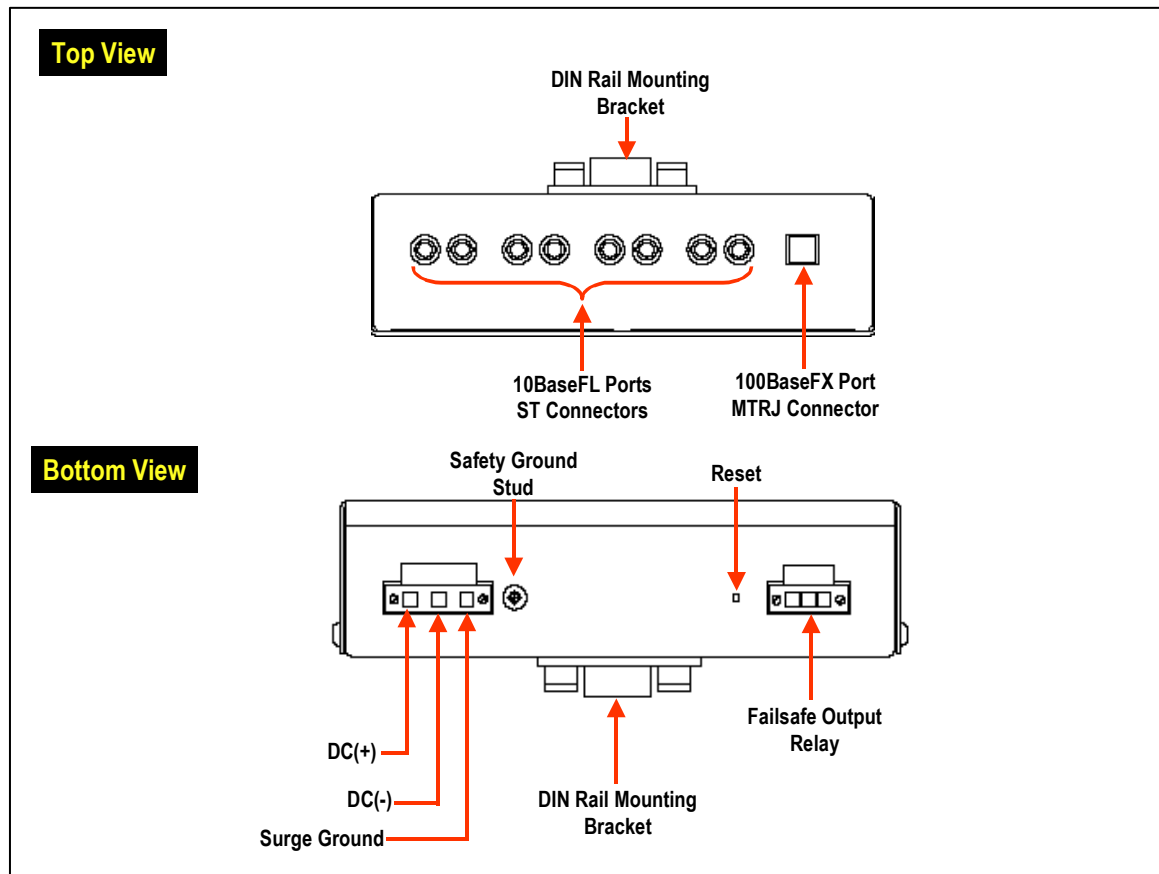 Top View
DIN Rail Mounting
Bracket
10BaseFL Ports
ST Connectors
100BaseFX Port
MTRJ Connector
Bottom View
Safety Ground
Stud
Reset
Failsafe Output
Relay
DC(+)
DC(-)
Surge Ground
DIN Rail Mounting
Bracket